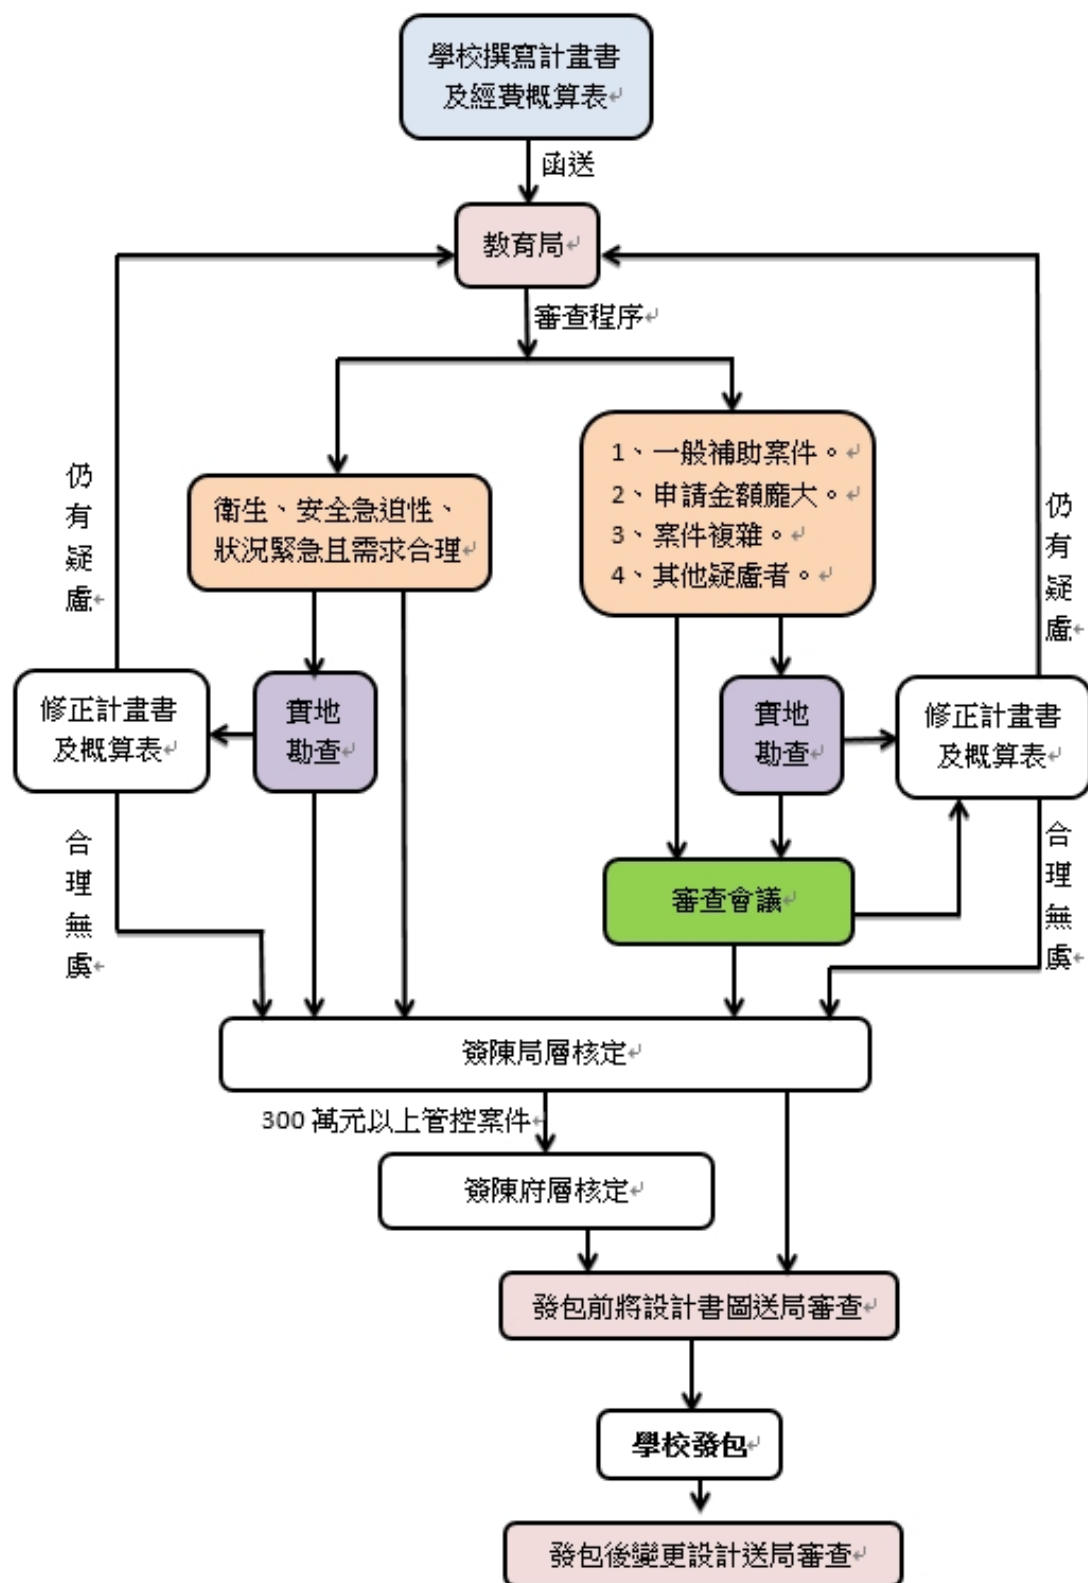 學校撰寫計畫書
及經費概算表
函送
教育局
審查程序
1、一般補助案件。
2、申請金額龐大。
3、案件複雜。
4、其他疑慮者。
衛生、安全急迫性、
狀況緊急且需求合理
仍有疑慮
仍有疑慮
修正計畫書
及概算表
實地
勘查
實地
勘查
修正計畫書
及概算表
合理無虞
合理無虞
審查會議
簽陳局層核定
300 萬元以上管控案件
簽陳府層核定
發包前將設計書圖送局審查
學校發包
發包後變更設計送局審查